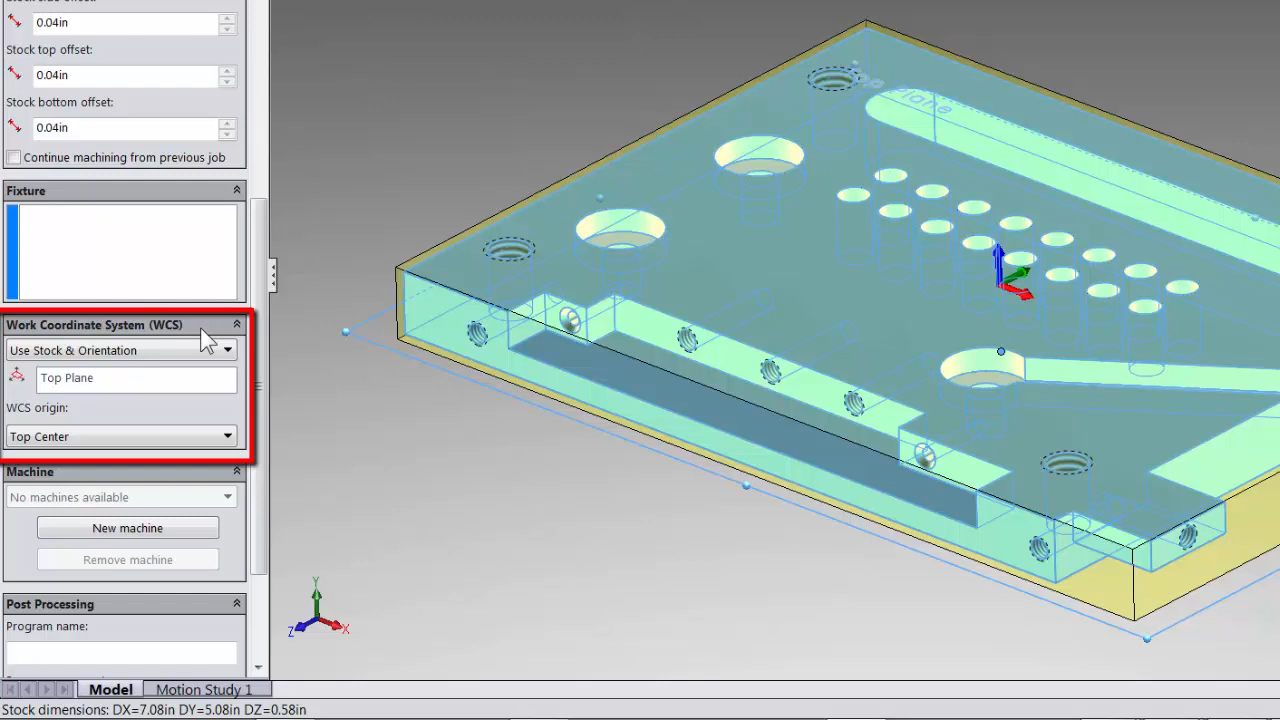 0.04in
Stock top offset:
0.04in
Stock bottom offset:
0.04in
Continue machining from previous job
Fixture
Work Coordinate System (WCS)
Use Stock & Orientation
Top Plane
WCS origin:
Top Center
Machine
No machines available
New machine
Remove machine
Post Processing
Program name:
Plane
Y
Z
X
Model
Motion Study 1
Stock dimensions: DX=7.08in DY=5.08in DZ=0.58in